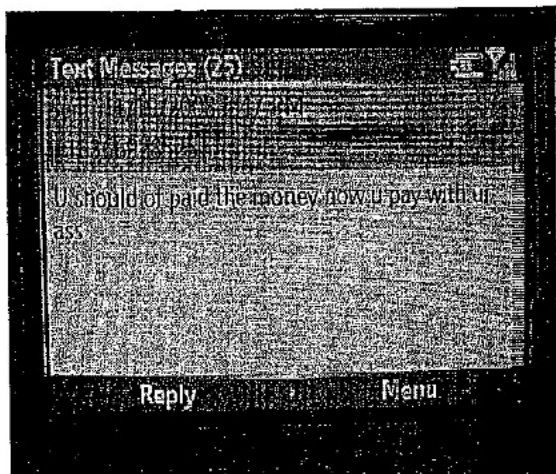 Text Messages (25)
U should of paid the money now u pay with ur
ass
Reply
Menu